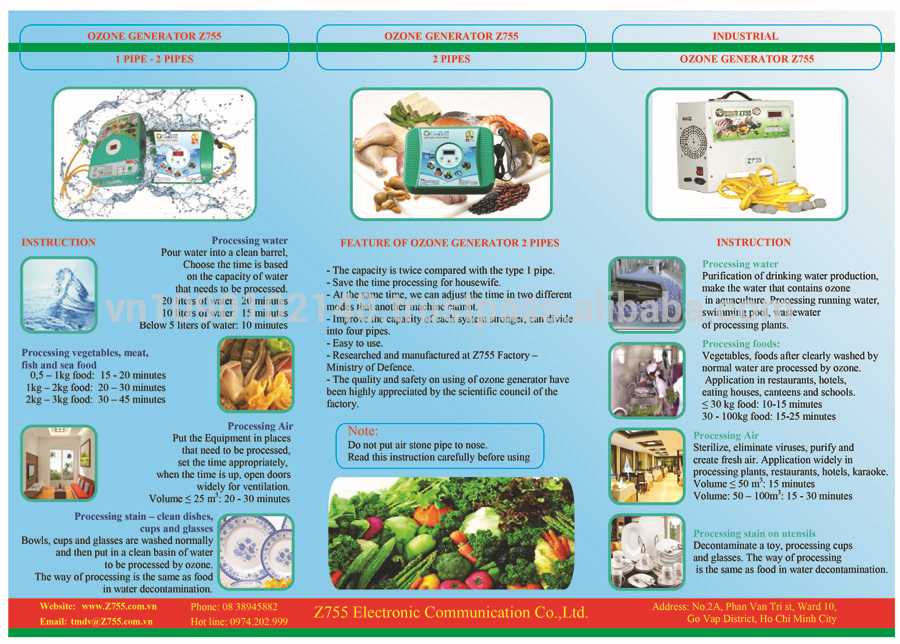 OZONE GENERATOR Z755
1 PIPE - 2 PIPES
INSTRUCTION
Processing water
Pour water into a clean barrel,
Choose the time is based
on the capacity of water
that needs to be processed.
20 liters of water: 20 minutes
10 liters of water: 15 minutes
Below 5 liters of water: 10 minutes
Processing vegetables, meat,
fish and sea food
0,5 – 1kg food: 15 - 20 minutes
1kg – 2kg food: 20 – 30 minutes
2kg – 3kg food: 30 – 45 minutes
Processing Air
Put the Equipment in places
that need to be processed,
set the time appropriately,
when the time is up, open doors
widely for ventilation.
Volume ≤ 25 m³: 20 - 30 minutes
Processing stain – clean dishes,
cups and glasses
Bowls, cups and glasses are washed normally
and then put in a clean basin of water
to be processed by ozone.
The way of processing is the same as food
in water decontamination.
OZONE GENERATOR Z755
2 PIPES
FEATURE OF OZONE GENERATOR 2 PIPES
- The capacity is twice compared with the type 1 pipe.
- Save the time processing for housewife.
- At the same time, we can adjust the time in two different
modes that another machine cannot.
- Improve the capacity of each system stronger, can divide
into four pipes.
- Easy to use.
- Researched and manufactured at Z755 Factory –
Ministry of Defence.
- The quality and safety on using of ozone generator have
been highly appreciated by the scientific council of the
factory.
Note:
Do not put air stone pipe to nose.
Read this instruction carefully before using
INDUSTRIAL
OZONE GENERATOR Z755
OZONE Z755
Z755
INSTRUCTION
Processing water
Purification of drinking water production,
make the water that contains ozone
in aquaculture. Processing running water,
swimming pool, wastewater
of processing plants.
Processing foods:
Vegetables, foods after clearly washed by
normal water are processed by ozone.
Application in restaurants, hotels,
eating houses, canteens and schools.
≤ 30 kg food: 10-15 minutes
30 - 100kg food: 15-25 minutes
Processing Air
Sterilize, eliminate viruses, purify and
create fresh air. Application widely in
processing plants, restaurants, hotels, karaoke.
Volume ≤ 50 m³: 15 minutes
Volume: 50 – 100m³: 15 - 30 minutes
Processing stain on utensils
Decontaminate a toy, processing cups
and glasses. The way of processing
is the same as food in water decontamination.
Website: www.Z755.com.vn
Email: tmdv@Z755.com.vn
Phone: 08 38945882
Hot line: 0974.202.999
Z755 Electronic Communication Co.,Ltd.
Address: No.2A, Phan Van Tri st, Ward 10,
Go Vap District, Ho Chi Minh City